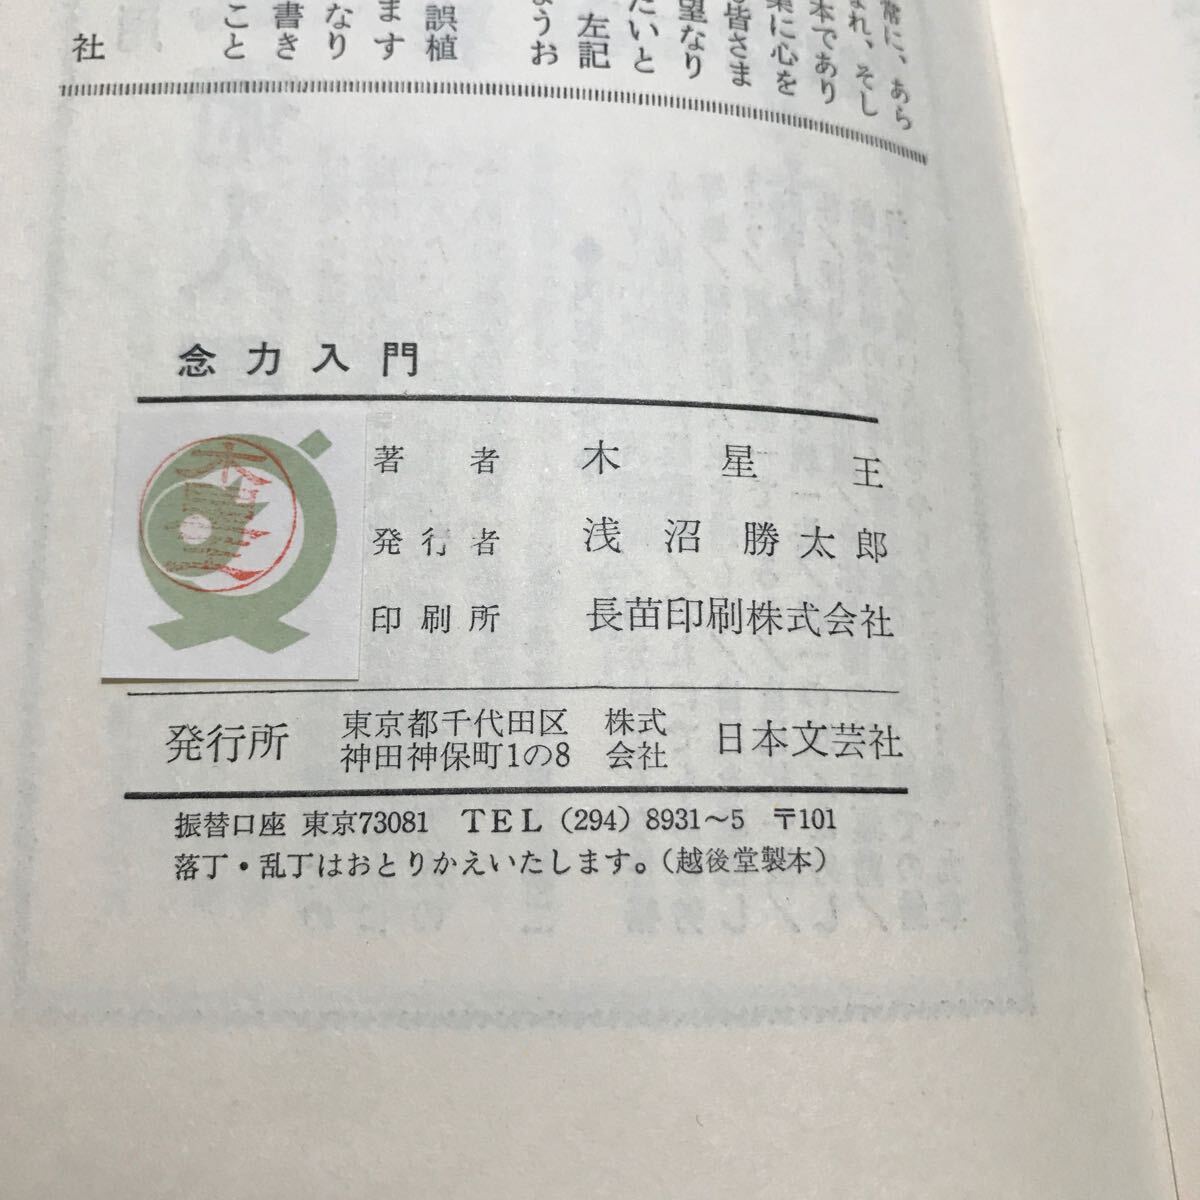 常に、あら
まれ、そし
本であり
業に心を
皆さま
望なり
たいと
左記
ようお
誤植
ます
なり
書き
こと
社
念力入門
著者 木星王
発行者 浅沼勝太郎
印刷所 長苗印刷株式会社
木星王
発行所 東京都千代田区神田神保町1の8 株式会社 日本文芸社
振替口座 東京73081 TEL (294) 8931～5 〒101
落丁・乱丁はおとりかえいたします。(越後堂製本)